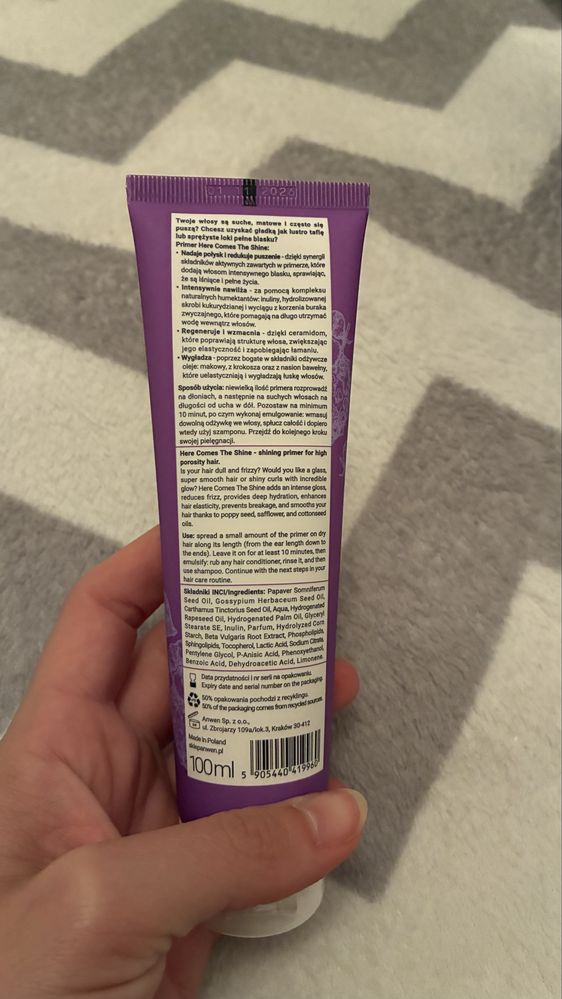 Twoje włosy są suche, matowe i często się
puszą? Chcesz uzyskać gładką jak lustro taflę
lub sprężyste loki pełne blasku?
Primer Here Comes The Shine:
• Nadaje połysk i redukuje puszenie - dzięki synergii
składników aktywnych zawartych w primerze, które
dodają włosom intensywnego blasku, sprawiając,
że są lśniące i pełne życia.
• Intensywnie nawilża - za pomocą kompleksu
naturalnych humektantów: inuliny, hydrolizowanej
skrobi kukurydzianej i wyciągu z korzenia buraka
zwyczajnego, które pomagają na długo utrzymać
wodę wewnątrz włosów.
• Regeneruje i wzmacnia - dzięki ceramidom,
które poprawiają strukturę włosa, zwiększając
jego elastyczność i zapobiegając łamaniu.
• Wygładza - poprzez bogate w składniki odżywcze
oleje: makowy, z krokosza oraz z nasion bawełny,
które uelastyczniają i wygładzają łuskę włosów.
Sposób użycia: niewielką ilość primera rozprowadź
na dłoniach, a następnie na suchych włosach na
długości od ucha w dół. Pozostaw na minimum
10 minut, po czym wykonaj emulgowanie: wmasuj
dowolną odżywkę we włosy, spłucz całość i dopiero
wtedy użyj szamponu. Przejdź do kolejnego kroku
swojej pielęgnacji.
Here Comes The Shine - shining primer for high
porosity hair.
Is your hair dull and frizzy? Would you like a glass,
super smooth hair or shiny curls with incredible
glow? Here Comes The Shine adds an intense gloss,
reduces frizz, provides deep hydration, enhances
hair elasticity, prevents breakage, and smoothes your
hair thanks to poppy seed, safflower, and cottonseed
oils.
Use: spread a small amount of the primer on dry
hair along its length (from the ear length down to
the ends). Leave it on for at least 10 minutes, then
emulsify: rub any hair conditioner, rinse it, and then
use shampoo. Continue with the next steps in your
hair care routine.
Składniki INCI/Ingredients: Papaver Somniferum
Seed Oil, Gossypium Herbaceum Seed Oil,
Carthamus Tinctorius Seed Oil, Aqua, Hydrogenated
Rapeseed Oil, Hydrogenated Palm Oil, Glyceryl
Stearate SE, Inulin, Parfum, Hydrolyzed Corn
Starch, Beta Vulgaris Root Extract, Phospholipids,
Sphingolipids, Tocopherol, Lactic Acid, Sodium Citrate,
Pentylene Glycol, P-Anisic Acid, Phenoxyethanol,
Benzoic Acid, Dehydroacetic Acid, Limonene.
Data przydatności i nr serii na opakowaniu.
Expiry date and serial number on the packaging.
50% opakowania pochodzi z recyklingu.
50% of the packaging comes from recycled sources.
Anwen Sp. z o.o.,
ul. Zbrojarzy 109a/lok.3, Kraków 30-412
Made in Poland
sklepanwen.pl
100ml
5 905440 419960